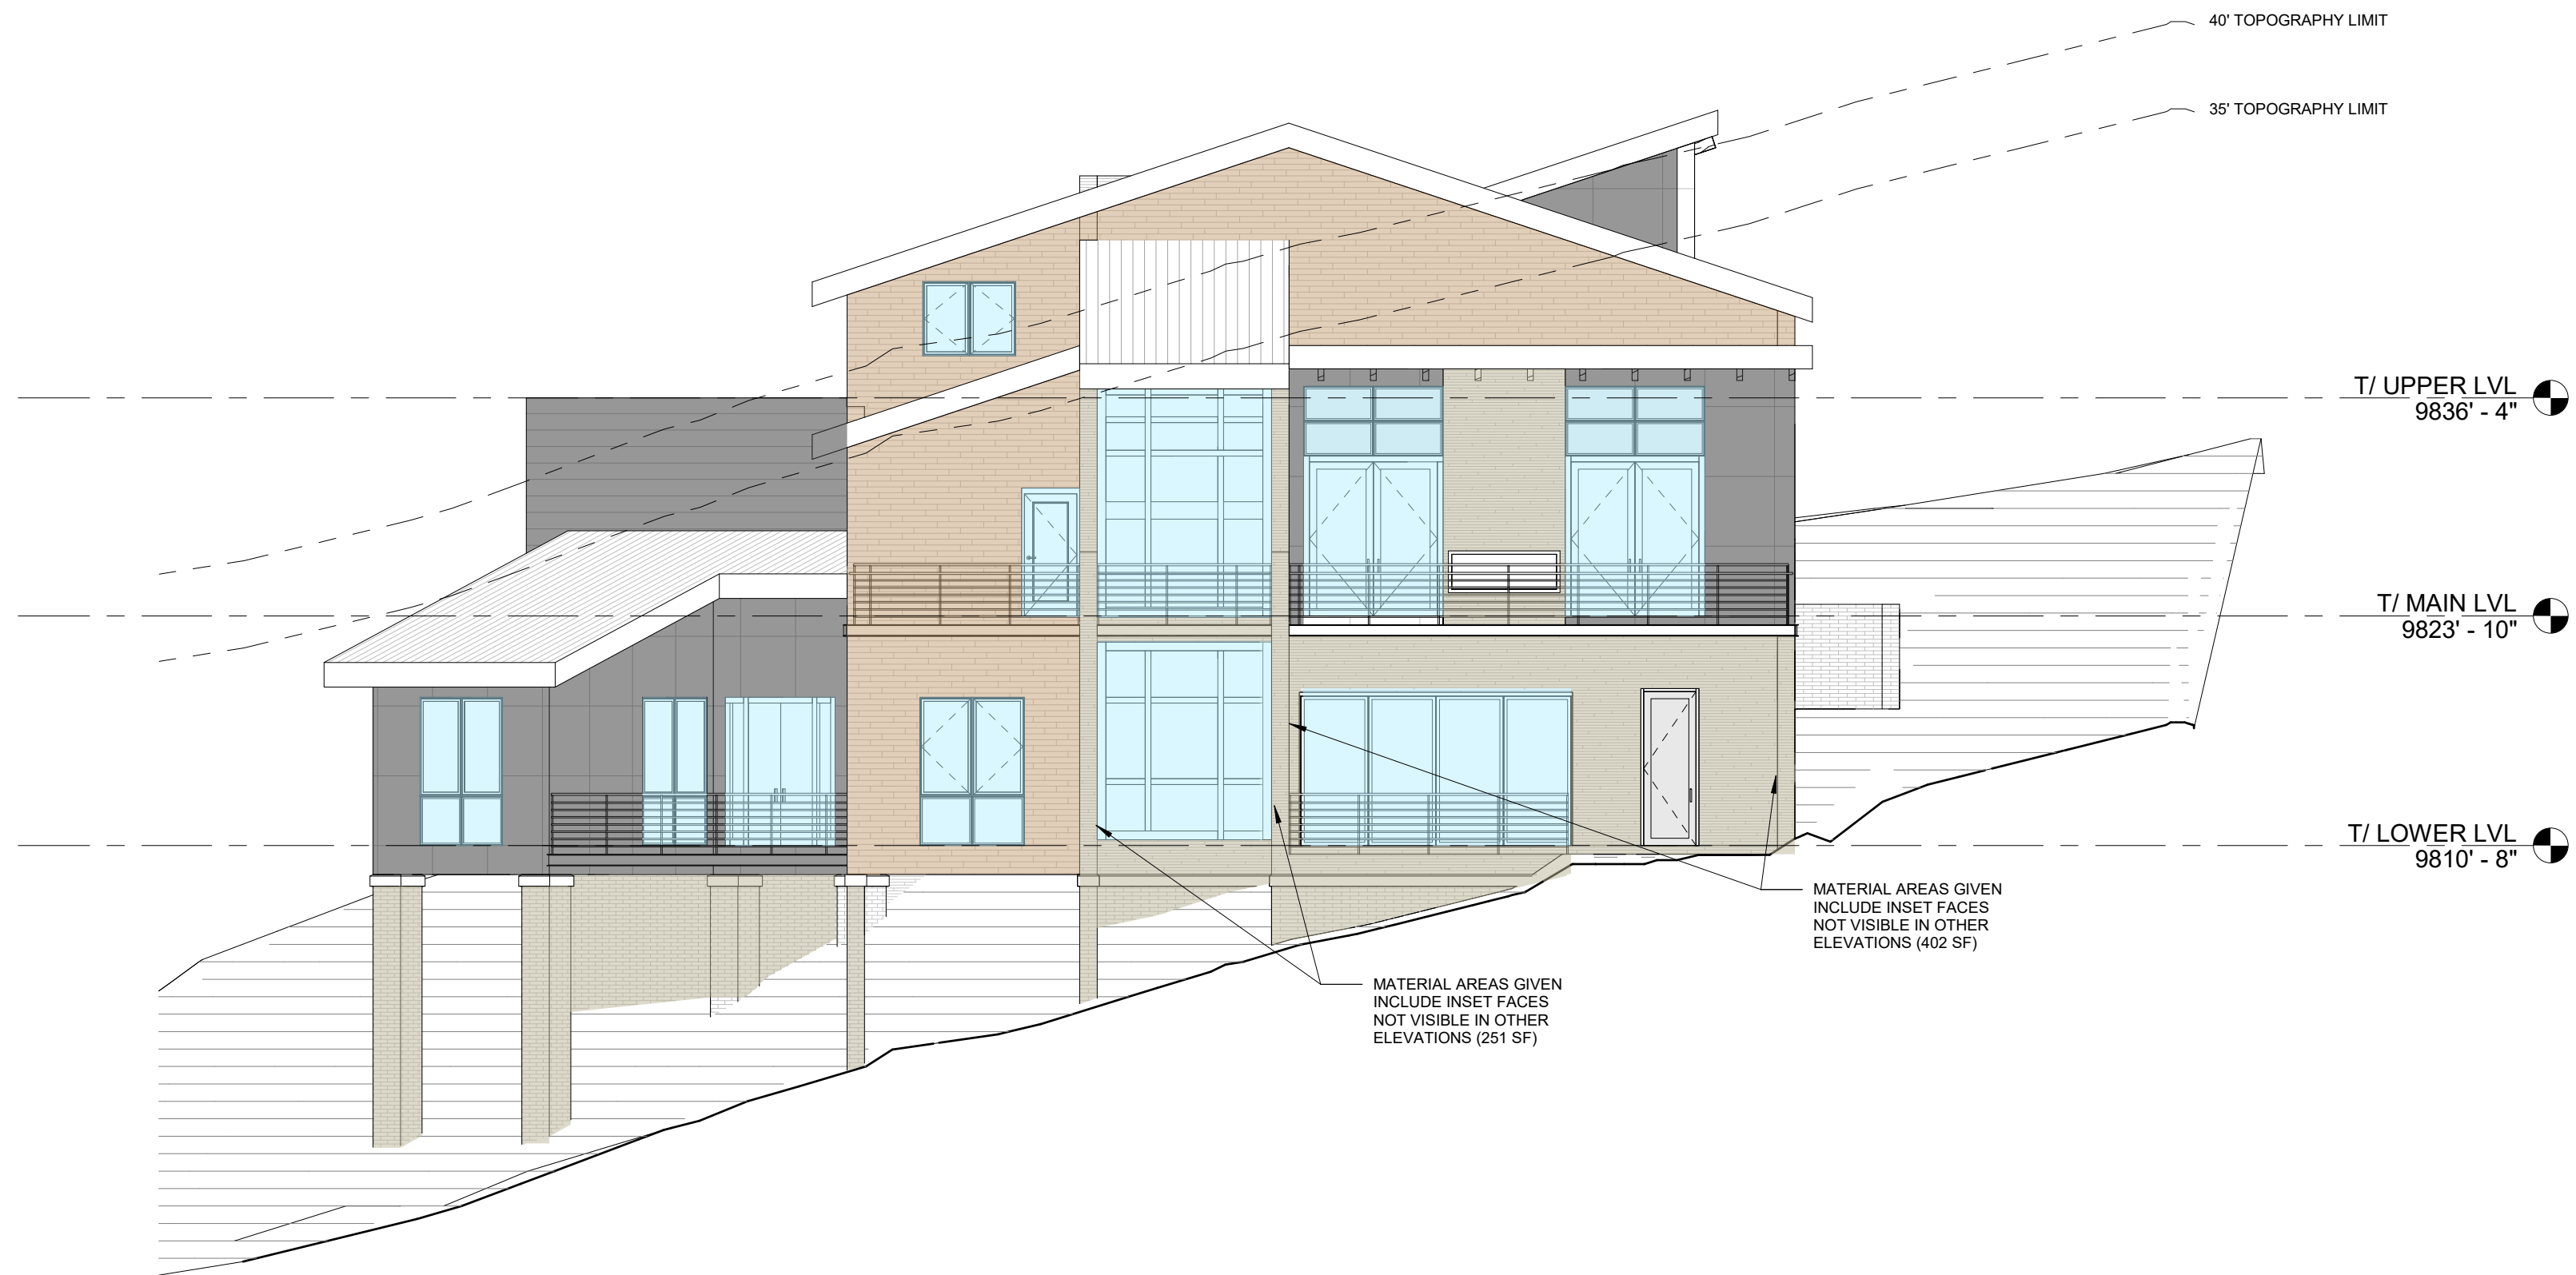 40' TOPOGRAPHY LIMIT
35' TOPOGRAPHY LIMIT
T/ UPPER LVL
9836' - 4"
T/ MAIN LVL
9823' - 10"
T/ LOWER LVL
9810' - 8"
MATERIAL AREAS GIVEN
INCLUDE INSET FACES
NOT VISIBLE IN OTHER
ELEVATIONS (402 SF)
MATERIAL AREAS GIVEN
INCLUDE INSET FACES
NOT VISIBLE IN OTHER
ELEVATIONS (251 SF)